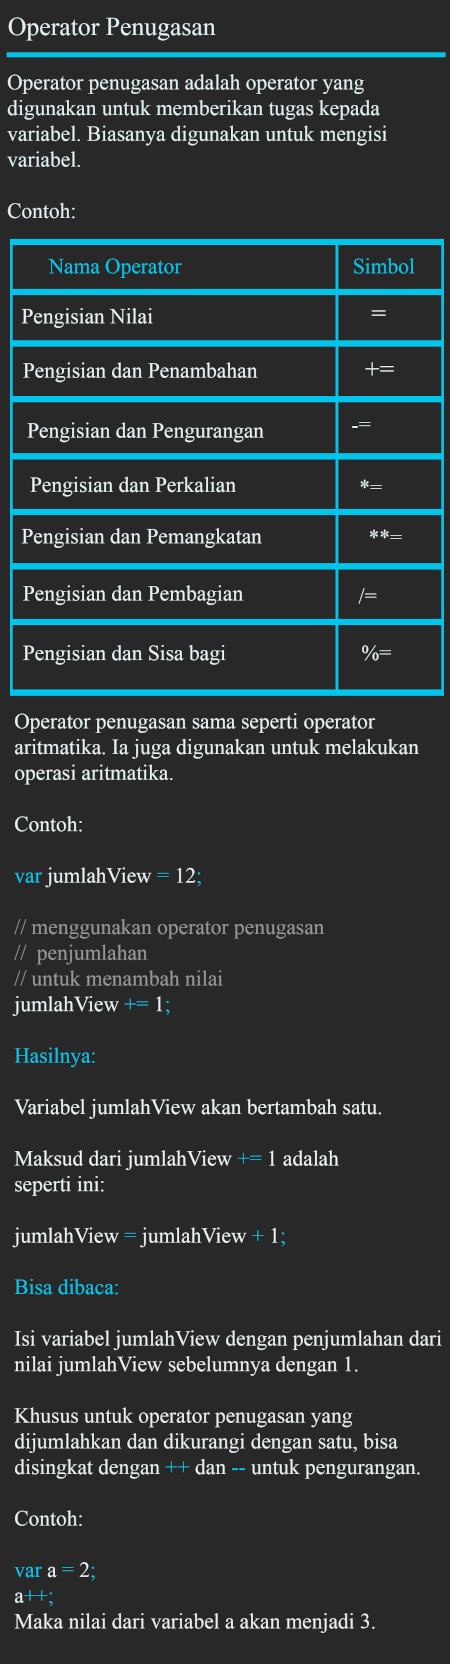 Operator Penugasan
Operator penugasan adalah operator yang
digunakan untuk memberikan tugas kepada
variabel. Biasanya digunakan untuk mengisi
variabel.
Contoh:
Nama Operator Simbol
Pengisian Nilai =
Pengisian dan Penambahan +=
Pengisian dan Pengurangan -=
Pengisian dan Perkalian *=
Pengisian dan Pemangkatan **=
Pengisian dan Pembagian /=
Pengisian dan Sisa bagi %=
Operator penugasan sama seperti operator
aritmatika. Ia juga digunakan untuk melakukan
operasi aritmatika.
Contoh:
var jumlahView = 12;
// menggunakan operator penugasan
// penjumlahan
// untuk menambah nilai
jumlahView += 1;
Hasilnya:
Variabel jumlahView akan bertambah satu.
Maksud dari jumlahView += 1 adalah
seperti ini:
jumlahView = jumlahView + 1;
Bisa dibaca:
Isi variabel jumlahView dengan penjumlahan dari
nilai jumlahView sebelumnya dengan 1.
Khusus untuk operator penugasan yang
dijumlahkan dan dikurangi dengan satu, bisa
disingkat dengan ++ dan -- untuk pengurangan.
Contoh:
var a = 2;
a++;
Maka nilai dari variabel a akan menjadi 3.